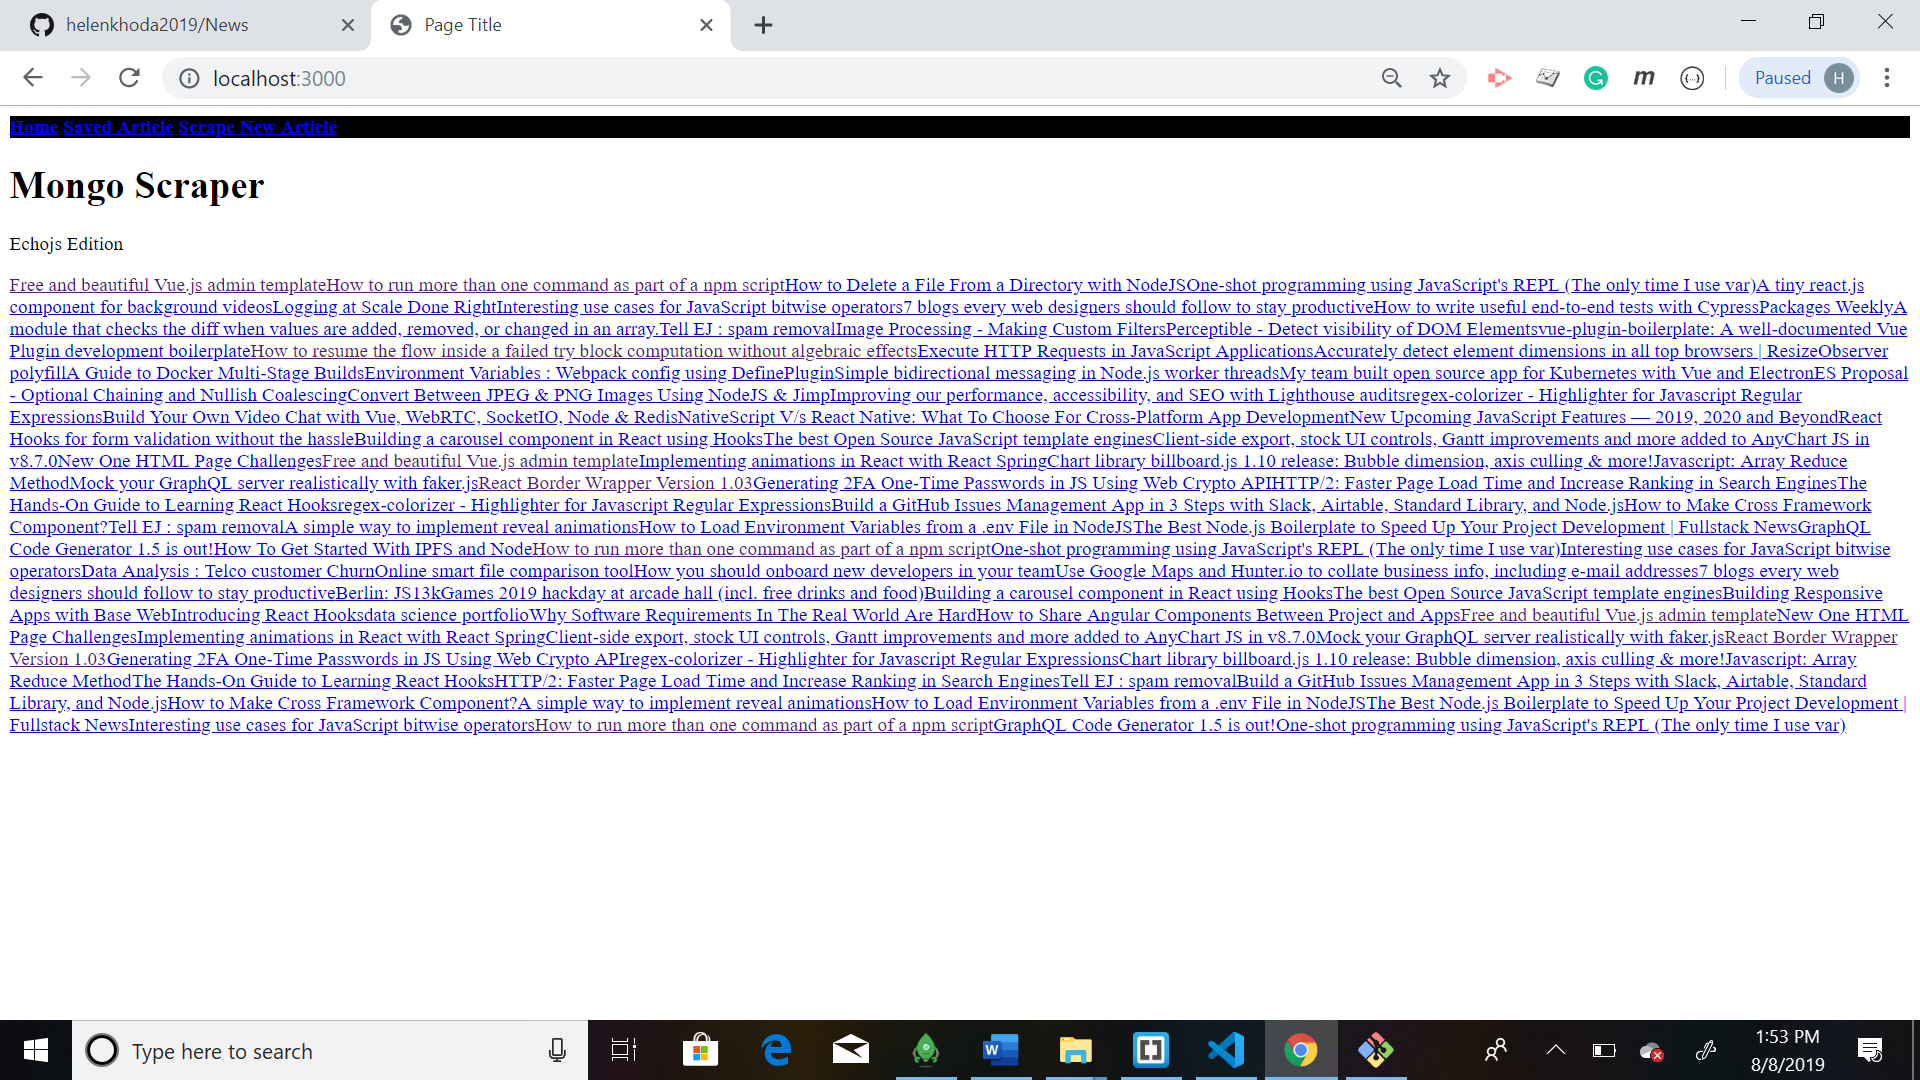 helenkhoda2019/News
Page Title
localhost:3000
m
Paused
H
Home Saved Article Scrape New Article
Mongo Scraper
Echojs Edition
Free and beautiful Vue.js admin templateHow to run more than one command as part of a npm scriptHow to Delete a File From a Directory with NodeJSOne-shot programming using JavaScript's REPL (The only time I use var)A tiny react.js
component for background videosLogging at Scale Done RightInteresting use cases for JavaScript bitwise operators7 blogs every web designers should follow to stay productiveHow to write useful end-to-end tests with CypressPackages WeeklyA
module that checks the diff when values are added, removed, or changed in an array.Tell EJ : spam removalImage Processing - Making Custom FiltersPerceptible - Detect visibility of DOM Elementsvue-plugin-boilerplate: A well-documented Vue
Plugin development boilerplateHow to resume the flow inside a failed try block computation without algebraic effectsExecute HTTP Requests in JavaScript ApplicationsAccurately detect element dimensions in all top browsers | ResizeObserver
polyfillA Guide to Docker Multi-Stage BuildsEnvironment Variables : Webpack config using DefinePluginSimple bidirectional messaging in Node.js worker threadsMy team built open source app for Kubernetes with Vue and ElectronES Proposal
- Optional Chaining and Nullish CoalescingConvert Between JPEG & PNG Images Using NodeJS & JimpImproving our performance, accessibility, and SEO with Lighthouse auditsregex-colorizer - Highlighter for Javascript Regular
ExpressionsBuild Your Own Video Chat with Vue, WebRTC, SocketIO, Node & RedisNativeScript V/s React Native: What To Choose For Cross-Platform App DevelopmentNew Upcoming JavaScript Features — 2019, 2020 and BeyondReact
Hooks for form validation without the hassleBuilding a carousel component in React using HooksThe best Open Source JavaScript template enginesClient-side export, stock UI controls, Gantt improvements and more added to AnyChart JS in
v8.7.0New One HTML Page ChallengesFree and beautiful Vue.js admin templateImplementing animations in React with React SpringChart library billboard.js 1.10 release: Bubble dimension, axis culling & more!Javascript: Array Reduce
MethodMock your GraphQL server realistically with faker.jsReact Border Wrapper Version 1.03Generating 2FA One-Time Passwords in JS Using Web Crypto APIHTTP/2: Faster Page Load Time and Increase Ranking in Search EnginesThe
Hands-On Guide to Learning React Hooksregex-colorizer - Highlighter for Javascript Regular ExpressionsBuild a GitHub Issues Management App in 3 Steps with Slack, Airtable, Standard Library, and Node.jsHow to Make Cross Framework
Component?Tell EJ : spam removalA simple way to implement reveal animationsHow to Load Environment Variables from a .env File in NodeJSThe Best Node.js Boilerplate to Speed Up Your Project Development | Fullstack NewsGraphQL
Code Generator 1.5 is out!How To Get Started With IPFS and NodeHow to run more than one command as part of a npm scriptOne-shot programming using JavaScript's REPL (The only time I use var)Interesting use cases for JavaScript bitwise
operatorsData Analysis : Telco customer ChurnOnline smart file comparison toolHow you should onboard new developers in your teamUse Google Maps and Hunter.io to collate business info, including e-mail addresses7 blogs every web
designers should follow to stay productiveBerlin: JS13kGames 2019 hackday at arcade hall (incl. free drinks and food)Building a carousel component in React using HooksThe best Open Source JavaScript template enginesBuilding Responsive
Apps with Base WebIntroducing React Hooksdata science portfolioWhy Software Requirements In The Real World Are HardHow to Share Angular Components Between Project and AppsFree and beautiful Vue.js admin templateNew One HTML
Page ChallengesImplementing animations in React with React SpringClient-side export, stock UI controls, Gantt improvements and more added to AnyChart JS in v8.7.0Mock your GraphQL server realistically with faker.jsReact Border Wrapper
Version 1.03Generating 2FA One-Time Passwords in JS Using Web Crypto APIregex-colorizer - Highlighter for Javascript Regular ExpressionsChart library billboard.js 1.10 release: Bubble dimension, axis culling & more!Javascript: Array
Reduce MethodThe Hands-On Guide to Learning React HooksHTTP/2: Faster Page Load Time and Increase Ranking in Search EnginesTell EJ : spam removalBuild a GitHub Issues Management App in 3 Steps with Slack, Airtable, Standard
Library, and Node.jsHow to Make Cross Framework Component?A simple way to implement reveal animationsHow to Load Environment Variables from a .env File in NodeJSThe Best Node.js Boilerplate to Speed Up Your Project Development |
Fullstack NewsInteresting use cases for JavaScript bitwise operatorsHow to run more than one command as part of a npm scriptGraphQL Code Generator 1.5 is out!One-shot programming using JavaScript's REPL (The only time I use var)
Type here to search
1:53 PM
8/8/2019